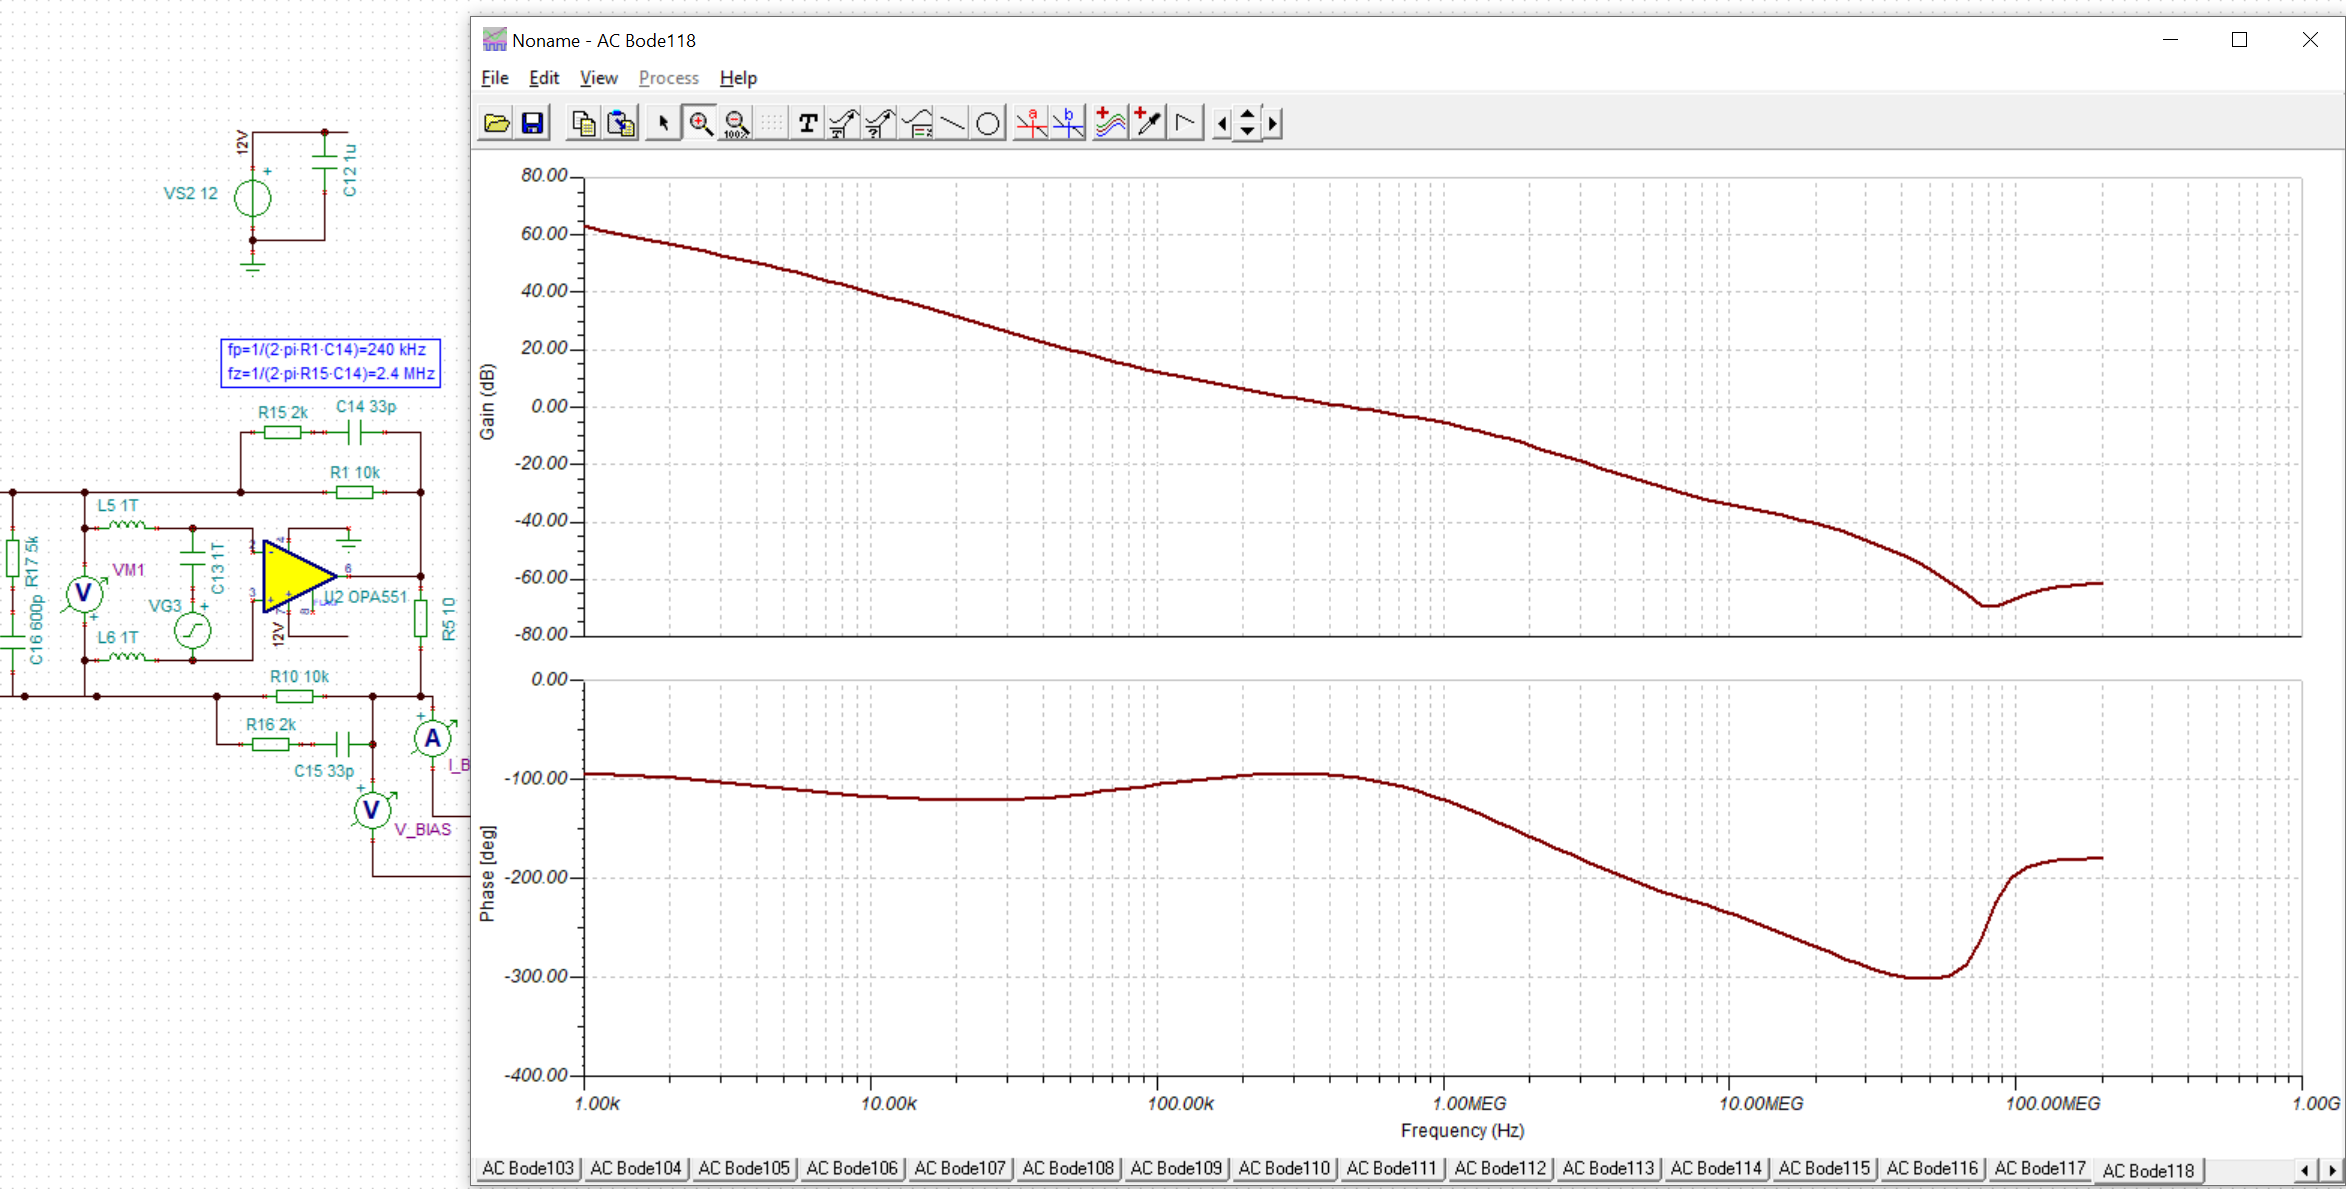 Noname - AC Bode118
File Edit View Process Help
T
100%
a
b
12V
VS2 12
+
C12 1u
fp=1/(2·pi·R1·C14)=240 kHz
fz=1/(2·pi·R15·C14)=2.4 MHz
R15 2k
C14 33p
R1 10k
L5 1T
R17 5k
C16 600p
VM1
V
+
C13 1T
VG3
+
L6 1T
2
4
3
6
7
8
12V
U2 OPA551
R5 10
R10 10k
R16 2k
C15 33p
+
A
I_B
+
V
V_BIAS
Gain (dB)
80.00
60.00
40.00
20.00
0.00
-20.00
-40.00
-60.00
-80.00
Phase [deg]
0.00
-100.00
-200.00
-300.00
-400.00
1.00k 10.00k 100.00k 1.00MEG 10.00MEG 100.00MEG 1.00G
Frequency (Hz)
AC Bode103 AC Bode104 AC Bode105 AC Bode106 AC Bode107 AC Bode108 AC Bode109 AC Bode110 AC Bode111 AC Bode112 AC Bode113 AC Bode114 AC Bode115 AC Bode116 AC Bode117 AC Bode118